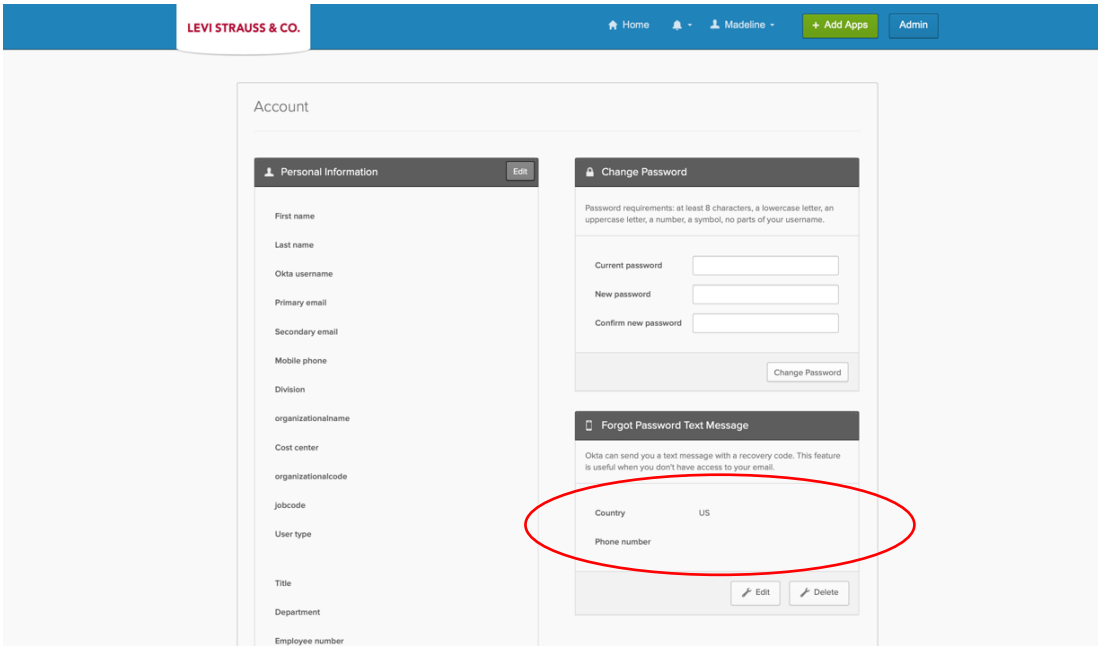 LEVI STRAUSS & CO.
Home
Madeline
+ Add Apps
Admin
Account
Personal Information
Edit
First name
Last name
Okta username
Primary email
Secondary email
Mobile phone
Division
organizationalname
Cost center
organizationalcode
jobcode
User type
Title
Department
Employee number
Change Password
Password requirements: at least 8 characters, a lowercase letter, an
uppercase letter, a number, a symbol, no parts of your username.
Current password
New password
Confirm new password
Change Password
Forgot Password Text Message
Okta can send you a text message with a recovery code. This feature
is useful when you don't have access to your email.
Country US
Phone number
Edit
Delete